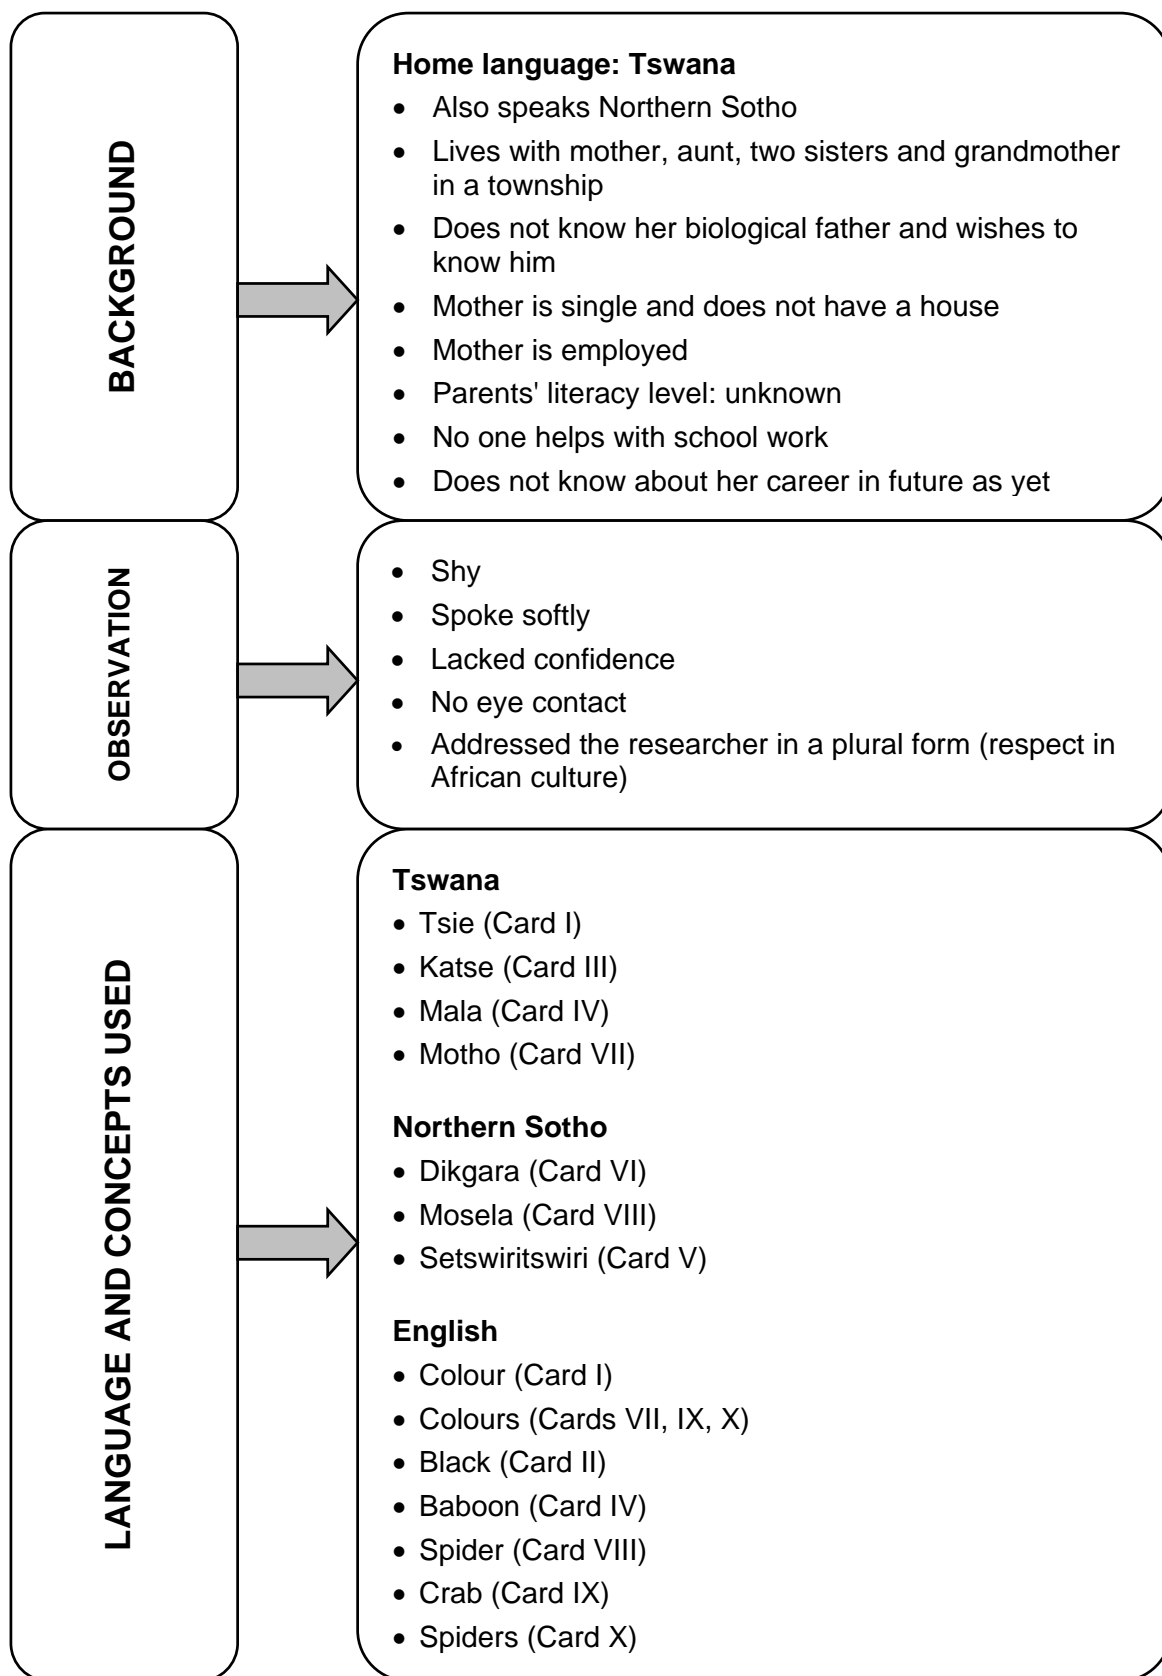 BACKGROUND
Home language: Tswana
• Also speaks Northern Sotho
• Lives with mother, aunt, two sisters and grandmother
in a township
• Does not know her biological father and wishes to
know him
• Mother is single and does not have a house
• Mother is employed
• Parents' literacy level: unknown
• No one helps with school work
• Does not know about her career in future as yet
OBSERVATION
• Shy
• Spoke softly
• Lacked confidence
• No eye contact
• Addressed the researcher in a plural form (respect in
African culture)
LANGUAGE AND CONCEPTS USED
Tswana
• Tsie (Card I)
• Katse (Card III)
• Mala (Card IV)
• Motho (Card VII)
Northern Sotho
• Dikgara (Card VI)
• Mosela (Card VIII)
• Setswiritswiri (Card V)
English
• Colour (Card I)
• Colours (Cards VII, IX, X)
• Black (Card II)
• Baboon (Card IV)
• Spider (Card VIII)
• Crab (Card IX)
• Spiders (Card X)